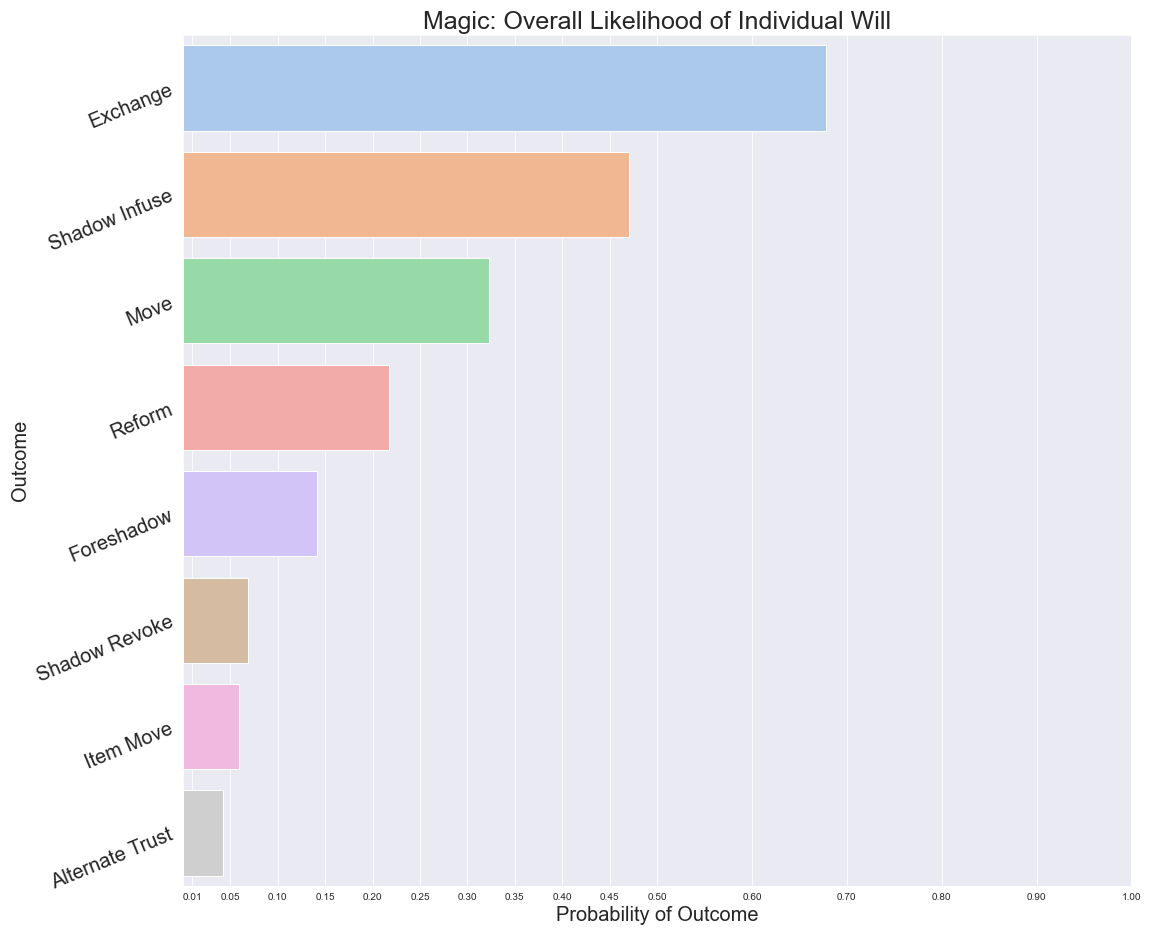 Magic: Overall Likelihood of Individual Will
Exchange
Shadow Infuse
Move
Reform
Foreshadow
Shadow Revoke
Item Move
Alternate Trust
Outcome
0.01 0.05 0.10 0.15 0.20 0.25 0.30 0.35 0.40 0.45 0.50 0.60 0.70 0.80 0.90 1.00
Probability of Outcome